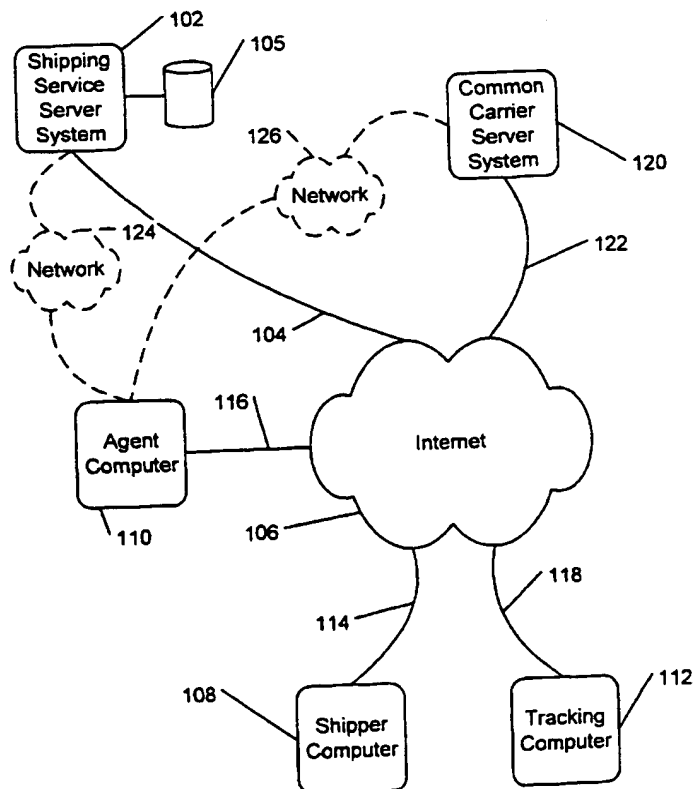 102
105
Shipping
Service
Server
System
126
Common
Carrier
Server
System
120
Network
124
Network
122
104
116
Agent
Computer
Internet
110
106
118
114
108
112
Shipper
Computer
Tracking
Computer